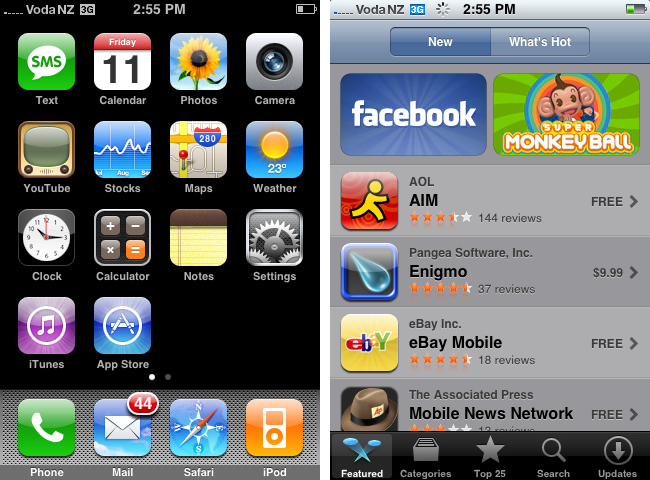 Voda NZ 3G 2:55 PM
SMS
Friday
11
Text Calendar Photos Camera
280
23°
YouTube Stocks Maps Weather
Clock Calculator Notes Settings
iTunes App Store
44
Phone Mail Safari iPod
Voda NZ 3G 2:55 PM
New What's Hot
facebook
SUPER
MONKEY BALL
AOL
AIM
144 reviews
FREE
Pangea Software, Inc.
Enigmo
37 reviews
$9.99
eBay Inc.
ebY
eBay Mobile
18 reviews
FREE
The Associated Press
AP
Mobile News Network
FREE
Featured Categories Top 25 Search Updates